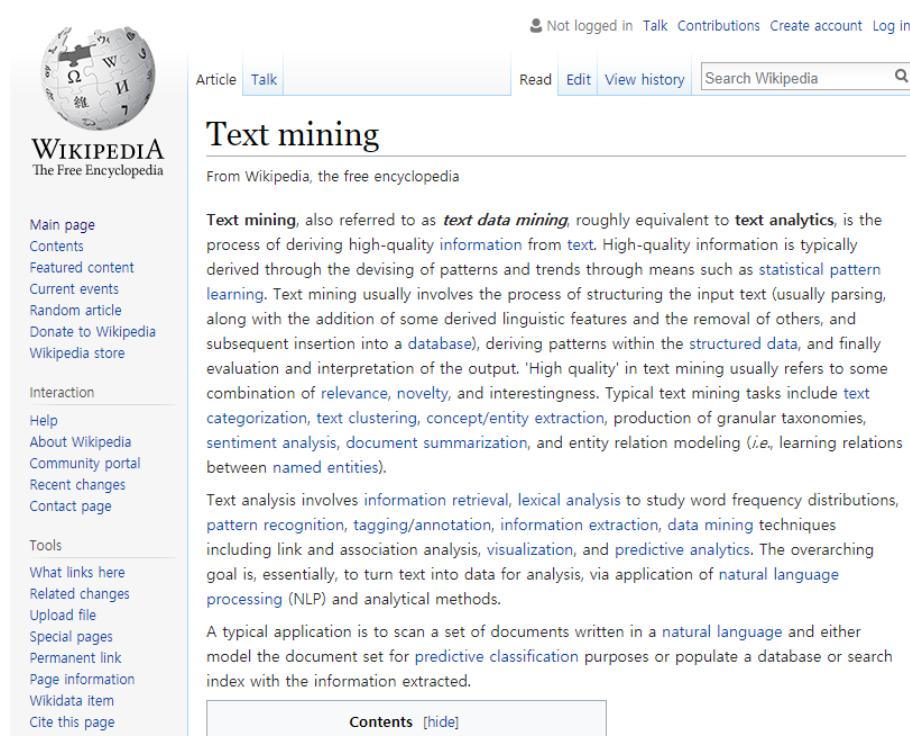 Not logged in Talk Contributions Create account Log in
Article Talk Read Edit View history Search Wikipedia
WIKIPEDIA
The Free Encyclopedia
Main page
Contents
Featured content
Current events
Random article
Donate to Wikipedia
Wikipedia store
Interaction
Help
About Wikipedia
Community portal
Recent changes
Contact page
Tools
What links here
Related changes
Upload file
Special pages
Permanent link
Page information
Wikidata item
Cite this page
Text mining
From Wikipedia, the free encyclopedia
Text mining, also referred to as text data mining, roughly equivalent to text analytics, is the
process of deriving high-quality information from text. High-quality information is typically
derived through the devising of patterns and trends through means such as statistical pattern
learning. Text mining usually involves the process of structuring the input text (usually parsing,
along with the addition of some derived linguistic features and the removal of others, and
subsequent insertion into a database), deriving patterns within the structured data, and finally
evaluation and interpretation of the output. 'High quality' in text mining usually refers to some
combination of relevance, novelty, and interestingness. Typical text mining tasks include text
categorization, text clustering, concept/entity extraction, production of granular taxonomies,
sentiment analysis, document summarization, and entity relation modeling (i.e., learning relations
between named entities).
Text analysis involves information retrieval, lexical analysis to study word frequency distributions,
pattern recognition, tagging/annotation, information extraction, data mining techniques
including link and association analysis, visualization, and predictive analytics. The overarching
goal is, essentially, to turn text into data for analysis, via application of natural language
processing (NLP) and analytical methods.
A typical application is to scan a set of documents written in a natural language and either
model the document set for predictive classification purposes or populate a database or search
index with the information extracted.
Contents [hide]